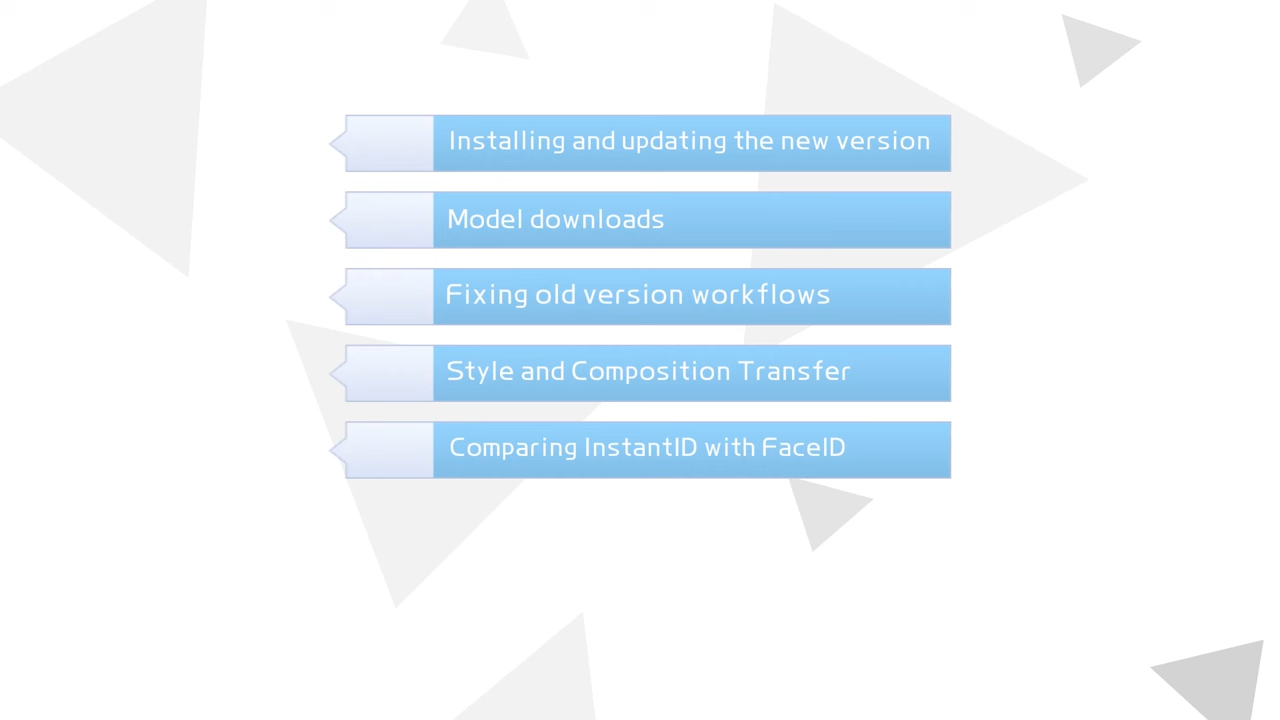 Installing and updating the new version
Model downloads
Fixing old version workflows
Style and Composition Transfer
Comparing InstantID with FaceID